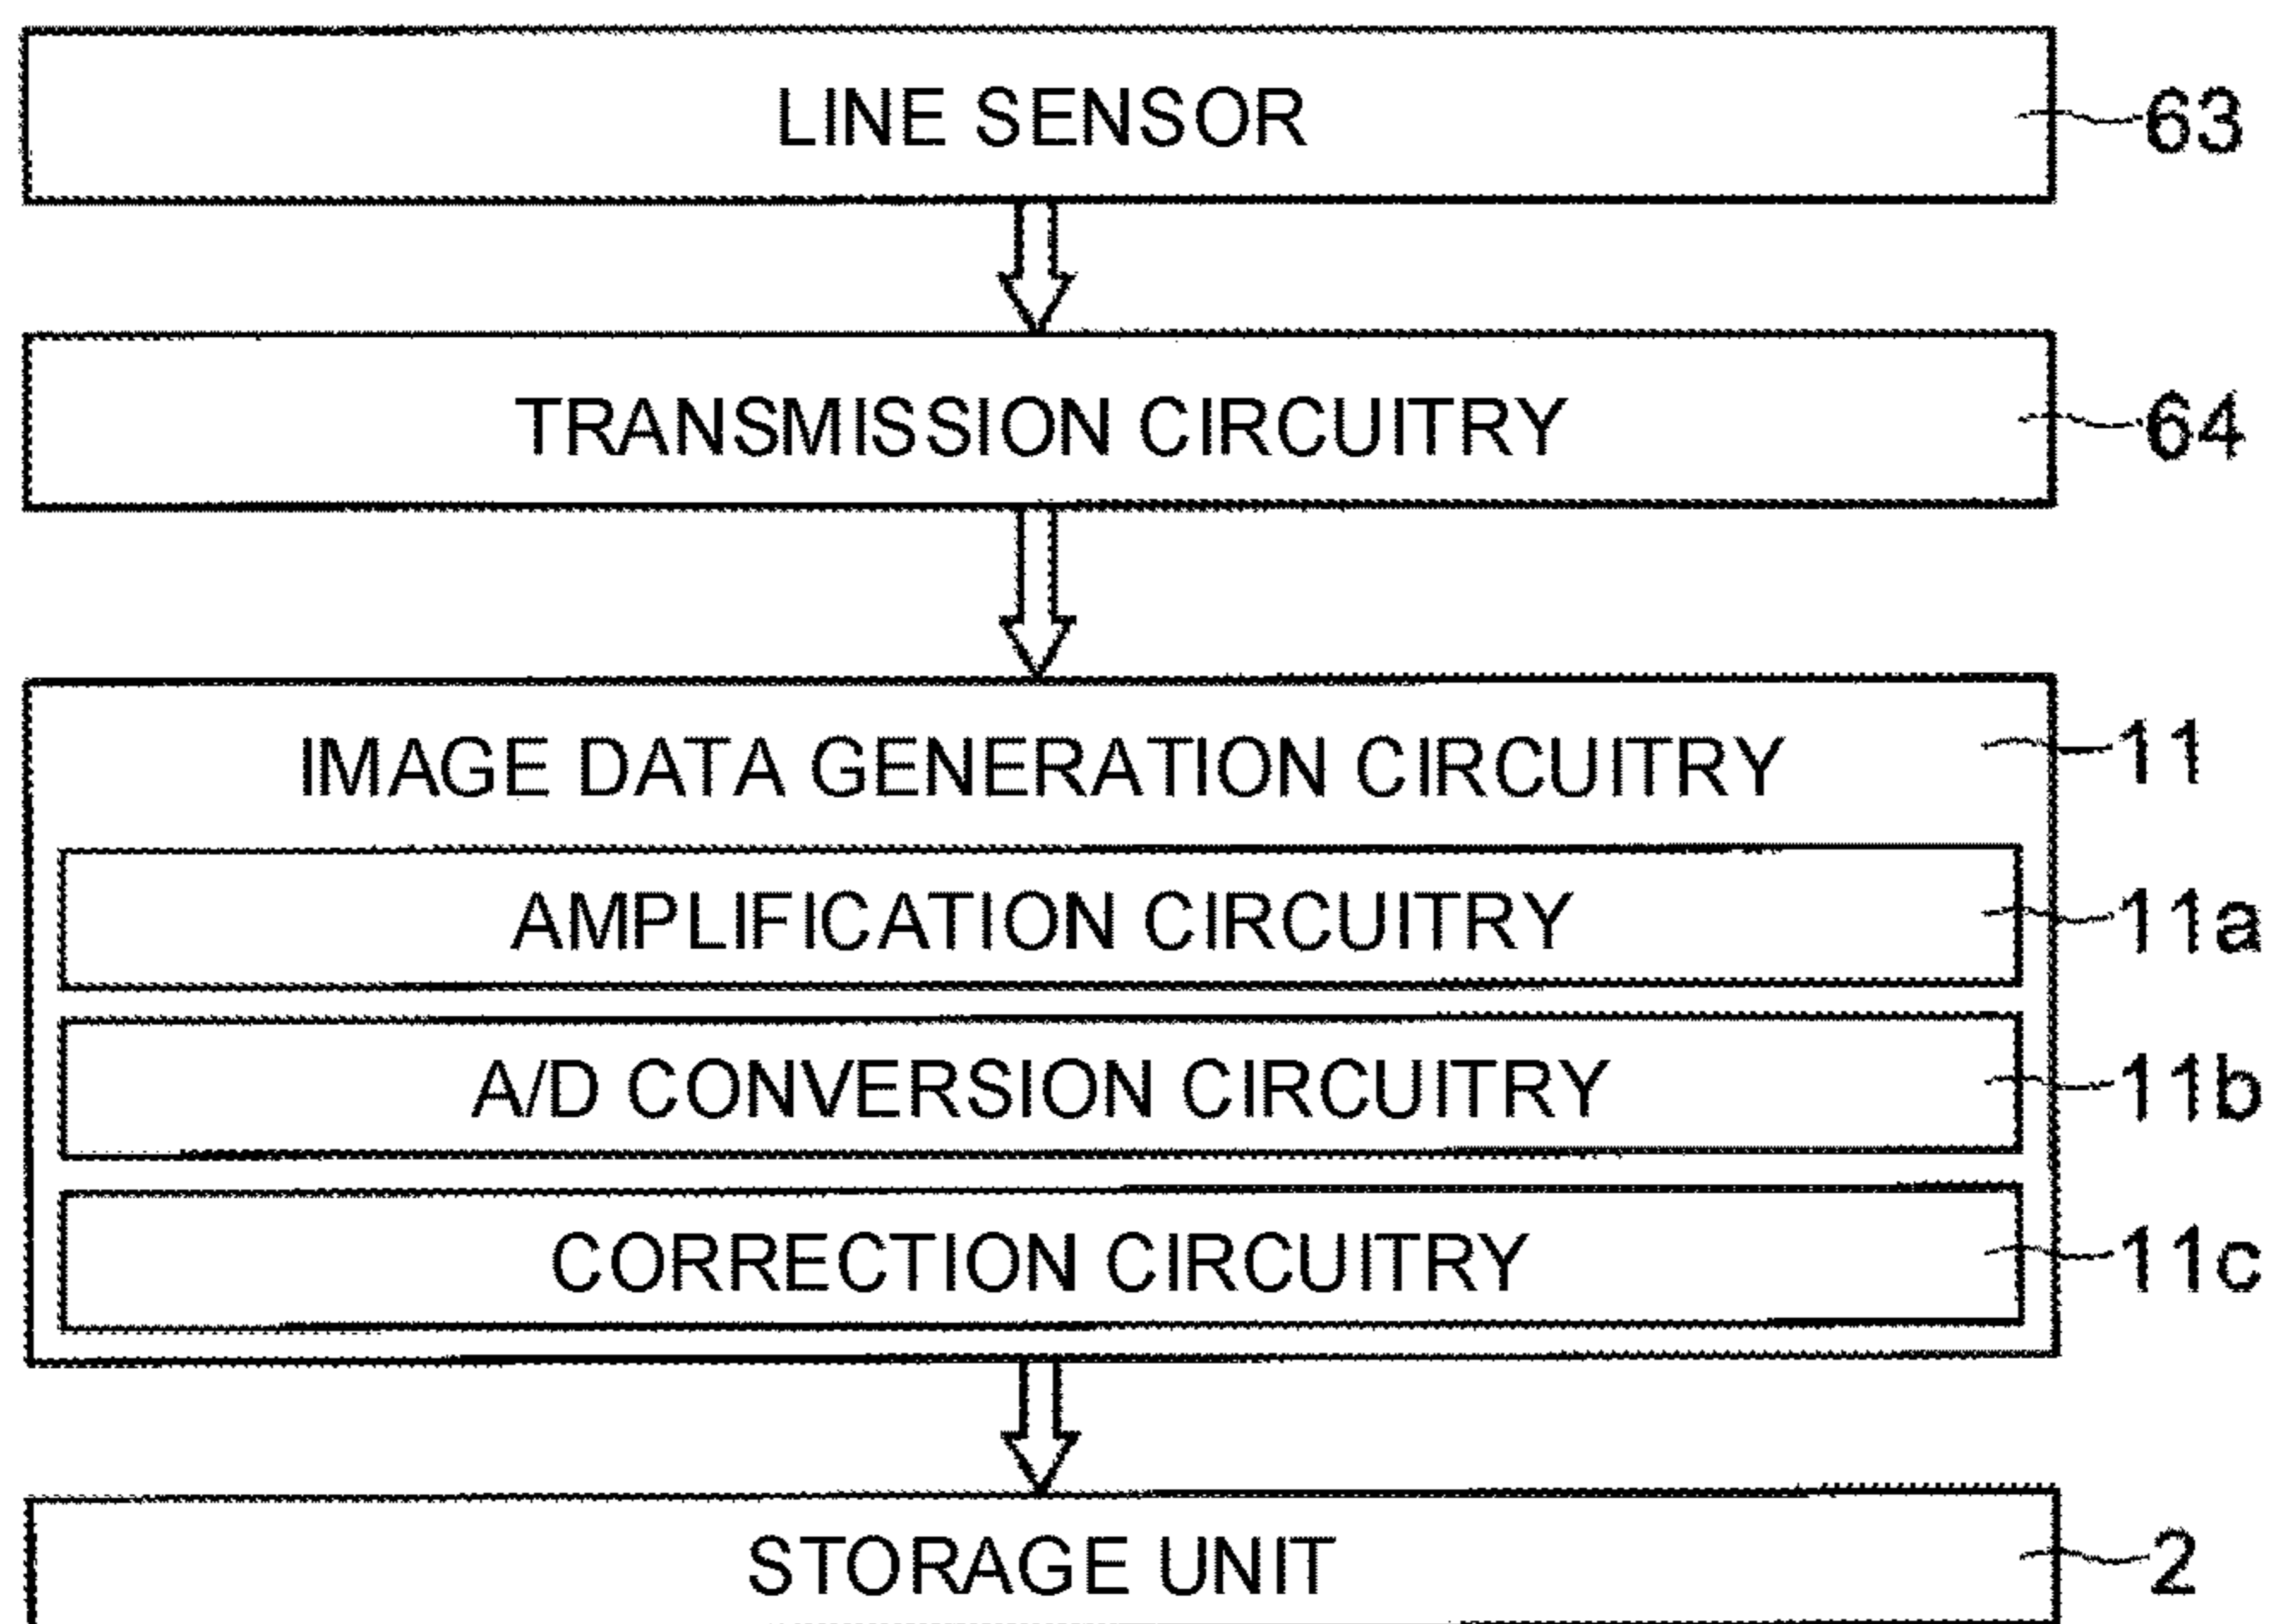 LINE SENSOR 63
TRANSMISSION CIRCUITRY 64
IMAGE DATA GENERATION CIRCUITRY 11
AMPLIFICATION CIRCUITRY 11a
A/D CONVERSION CIRCUITRY 11b
CORRECTION CIRCUITRY 11c
STORAGE UNIT 2